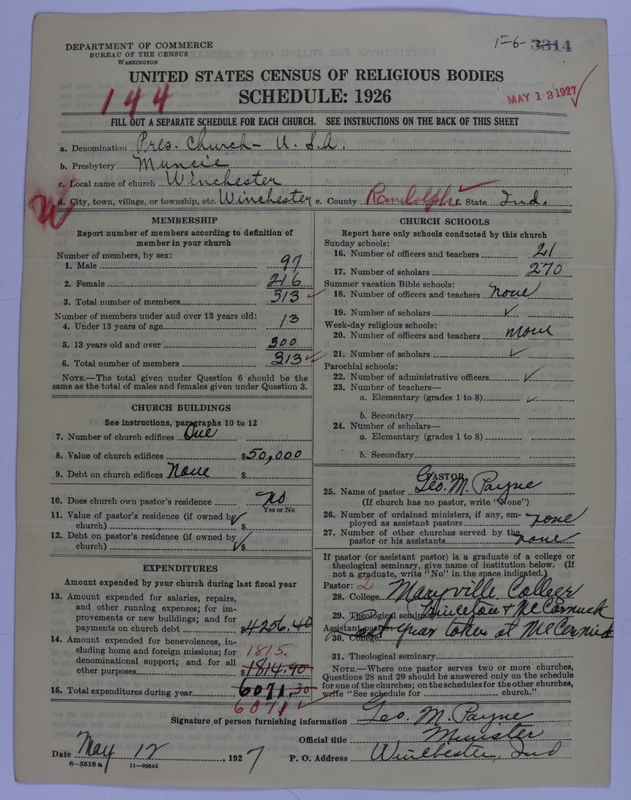 DEPARTMENT OF COMMERCE
BUREAU OF THE CENSUS
WASHINGTON
1-6- 3314
UNITED STATES CENSUS OF RELIGIOUS BODIES
SCHEDULE: 1926
144
MAY 13 1927
FILL OUT A SEPARATE SCHEDULE FOR EACH CHURCH. SEE INSTRUCTIONS ON THE BACK OF THIS SHEET
a. Denomination Pres. Church - U.S.A.
b. Presbytery Muncie
c. Local name of church Winchester
d. City, town, village, or township, etc. Winchester e. County Randolph f. State Ind.
MEMBERSHIP
Report number of members according to definition of
member in your church
Number of members, by sex:
1. Male 97
2. Female 216
3. Total number of members 313
Number of members under and over 13 years old:
4. Under 13 years of age 13
5. 13 years old and over 300
6. Total number of members 313
NOTE.—The total given under Question 6 should be the
same as the total of males and females given under Question 3.
CHURCH BUILDINGS
See instructions, paragraphs 10 to 12
7. Number of church edifices One
8. Value of church edifices $50,000
9. Debt on church edifices None $
10. Does church own pastor's residence No
Yes or No
11. Value of pastor's residence (if owned by
church) $
12. Debt on pastor's residence (if owned by
church) $
EXPENDITURES
Amount expended by your church during last fiscal year
13. Amount expended for salaries, repairs,
and other running expenses; for im-
provements or new buildings; and for
payments on church debt 4256.40
14. Amount expended for benevolences, in-
cluding home and foreign missions; for 1815.
denominational support; and for all
other purposes 1814.90
15. Total expenditures during year 6071.30
6071
CHURCH SCHOOLS
Report here only schools conducted by this church
Sunday schools:
16. Number of officers and teachers 21
17. Number of scholars 270
Summer vacation Bible schools:
18. Number of officers and teachers none
19. Number of scholars
Week-day religious schools:
20. Number of officers and teachers none
21. Number of scholars
Parochial schools:
22. Number of administrative officers
23. Number of teachers—
a. Elementary (grades 1 to 8)
b. Secondary
24. Number of scholars—
a. Elementary (grades 1 to 8)
b. Secondary
PASTOR
25. Name of pastor Geo. M. Payne
(If church has no pastor, write "None")
26. Number of ordained ministers, if any, em-
ployed as assistant pastors none
27. Number of other churches served by the
pastor or his assistants none
If pastor (or assistant pastor) is a graduate of a college or
theological seminary, give name of institution below. (If
not a graduate, write "No" in the space indicated.)
Pastor: 2
28. College Maryville College
29. Theological seminary Princeton & McCormick
Assistant pastor: last year taken at McCormick
30. College
31. Theological seminary
NOTE.—Where one pastor serves two or more churches,
Questions 28 and 29 should be answered only on the schedule
for one of the churches; on the schedules for the other churches,
write "See schedule for church."
Signature of person furnishing information Geo. M. Payne
Official title Minister
Date May 12, 1927 P. O. Address Winchester, Ind
8-5518a